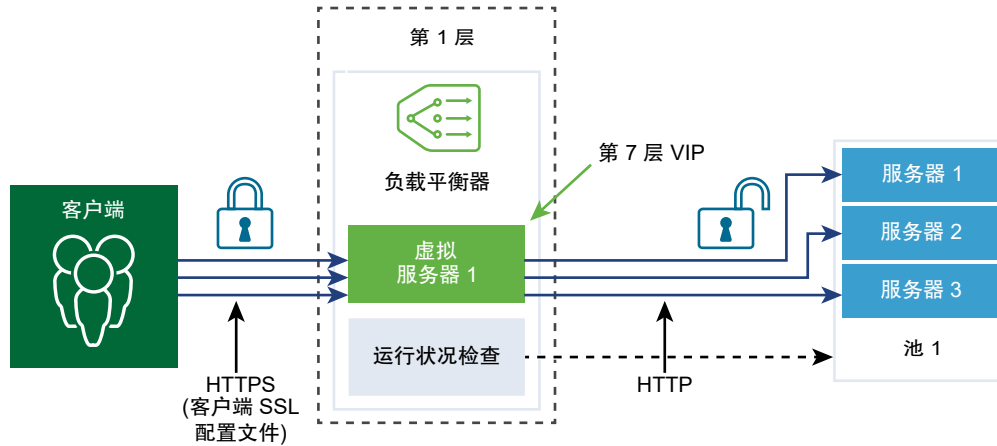 第 1 层
负载平衡器
第 7 层 VIP
客户端
虚拟
服务器 1
服务器 1
服务器 2
服务器 3
池 1
运行状况检查
HTTPS
(客户端 SSL
配置文件)
HTTP